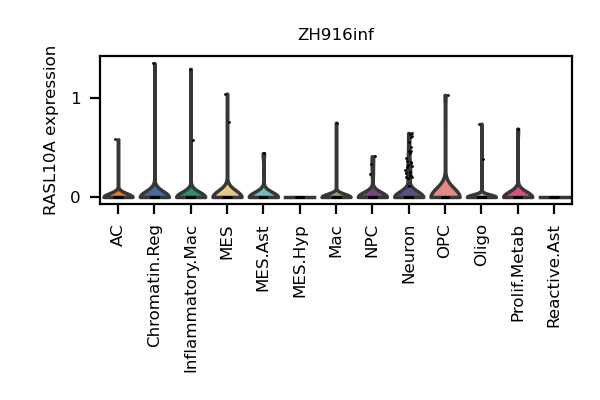 ZH916inf
RASL10A expression
1
0
AC
Chromatin.Reg
Inflammatory.Mac
MES
MES.Ast
MES.Hyp
Mac
NPC
Neuron
OPC
Oligo
Prolif.Metab
Reactive.Ast